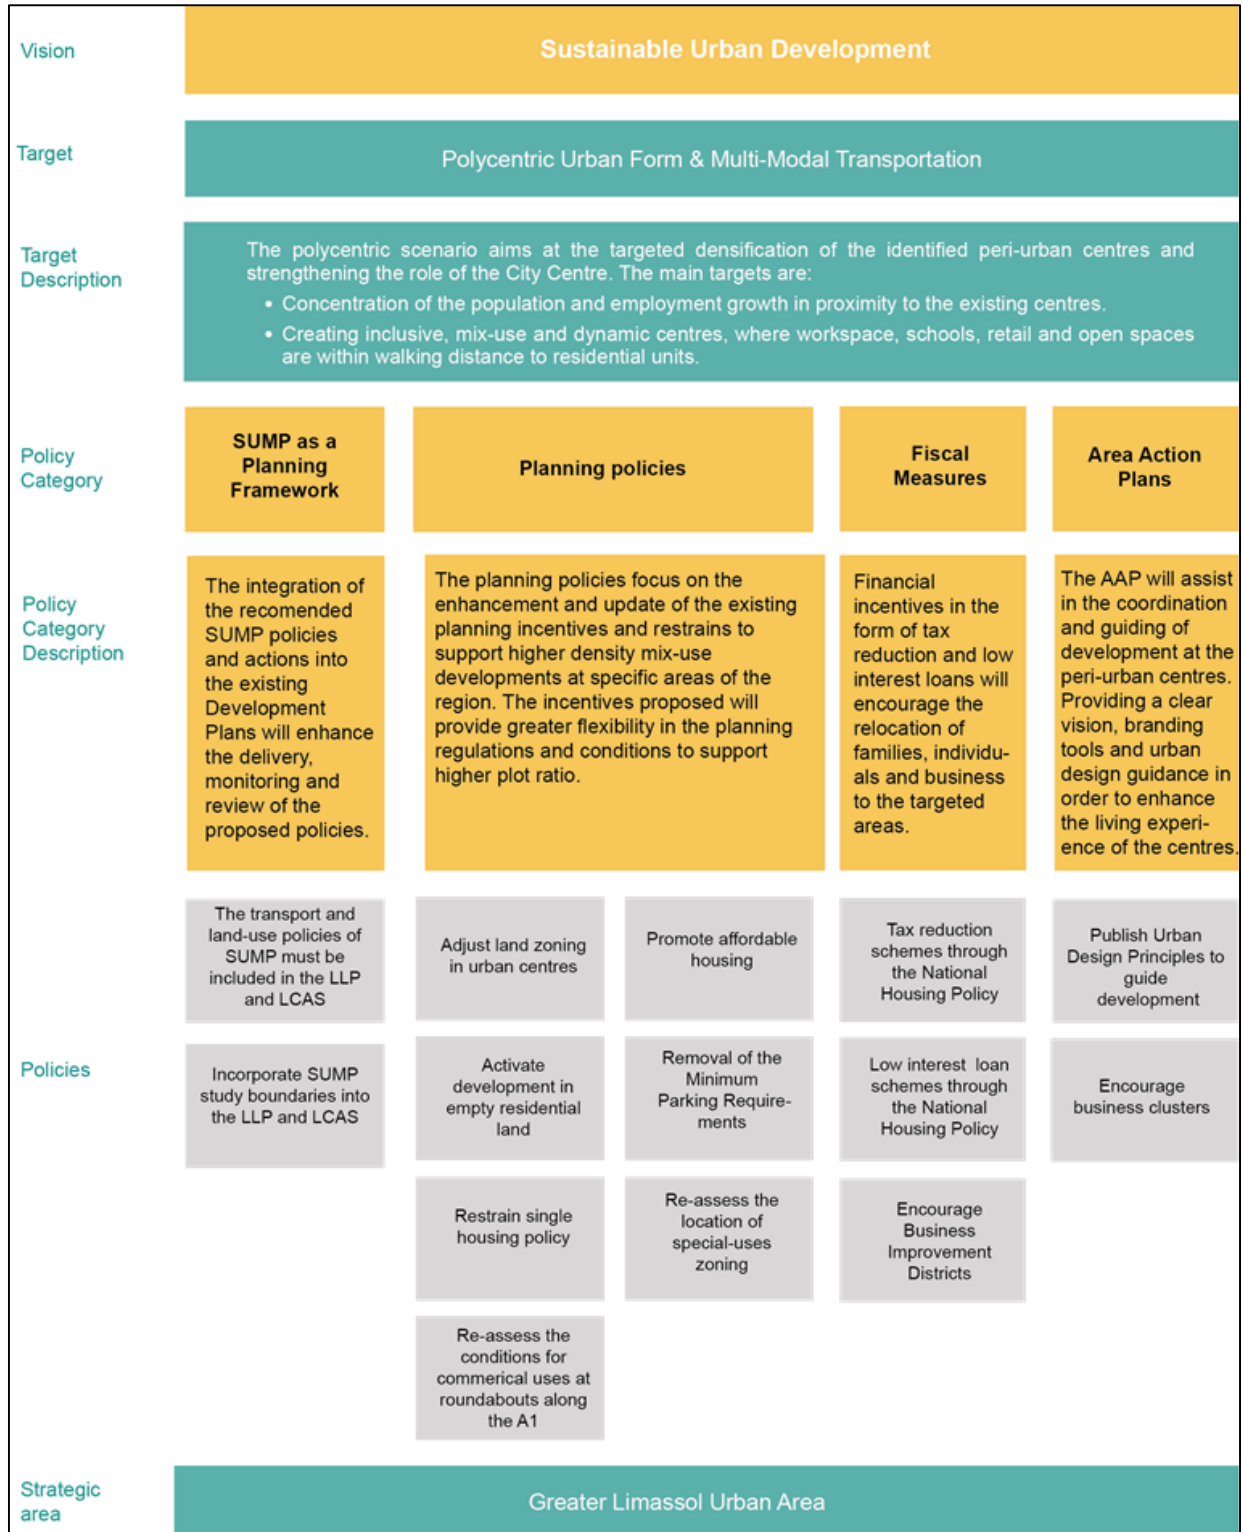 Vision
Sustainable Urban Development
Target
Polycentric Urban Form & Multi-Modal Transportation
Target
Description
The polycentric scenario aims at the targeted densification of the identified peri-urban centres and
strengthening the role of the City Centre. The main targets are:
• Concentration of the population and employment growth in proximity to the existing centres.
• Creating inclusive, mix-use and dynamic centres, where workspace, schools, retail and open spaces
are within walking distance to residential units.
Policy
Category
SUMP as a
Planning
Framework
Planning policies
Fiscal
Measures
Area Action
Plans
Policy
Category
Description
The integration of
the recomended
SUMP policies
and actions into
the existing
Development
Plans will enhance
the delivery,
monitoring and
review of the
proposed policies.
The planning policies focus on the
enhancement and update of the existing
planning incentives and restrains to
support higher density mix-use
developments at specific areas of the
region. The incentives proposed will
provide greater flexibility in the planning
regulations and conditions to support
higher plot ratio.
Financial
incentives in the
form of tax
reduction and low
interest loans will
encourage the
relocation of
families, individu-
als and business
to the targeted
areas.
The AAP will assist
in the coordination
and guiding of
development at the
peri-urban centres.
Providing a clear
vision, branding
tools and urban
design guidance in
order to enhance
the living experi-
ence of the centres.
Policies
The transport and
land-use policies of
SUMP must be
included in the LLP
and LCAS
Incorporate SUMP
study boundaries into
the LLP and LCAS
Adjust land zoning
in urban centres
Activate
development in
empty residential
land
Restrain single
housing policy
Re-assess the
conditions for
commerical uses at
roundabouts along
the A1
Promote affordable
housing
Removal of the
Minimum
Parking Require-
ments
Re-assess the
location of
special-uses
zoning
Tax reduction
schemes through
the National
Housing Policy
Low interest loan
schemes through
the National
Housing Policy
Encourage
Business
Improvement
Districts
Publish Urban
Design Principles to
guide
development
Encourage
business clusters
Strategic
area
Greater Limassol Urban Area